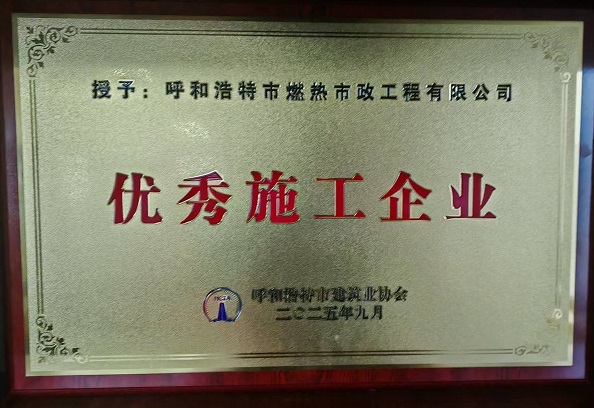 授予：呼和浩特市燃热市政工程有限公司
优秀施工企业
呼和浩特市建筑业协会
二〇二五年九月